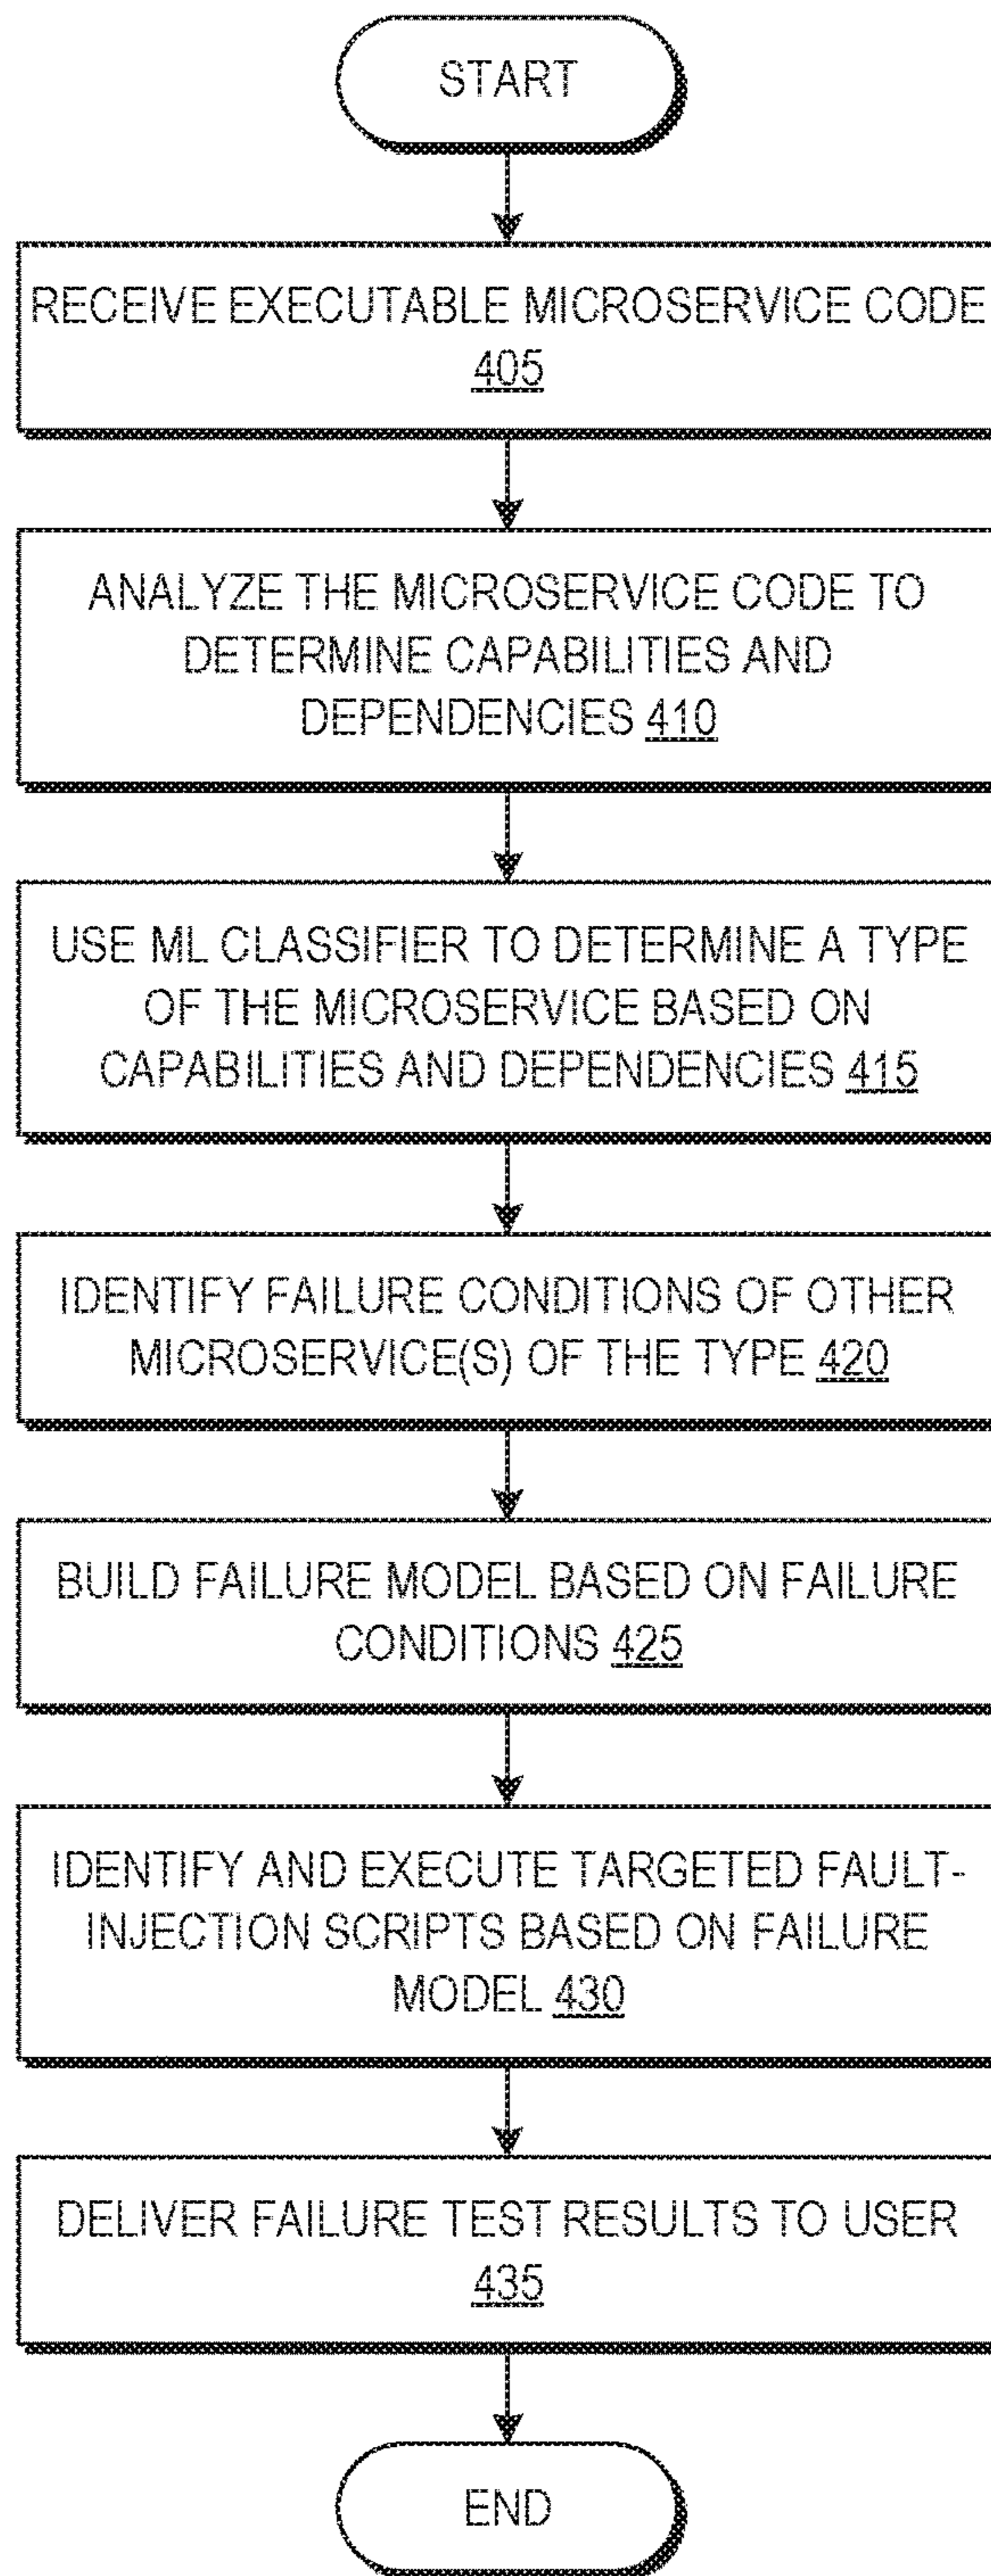 START
RECEIVE EXECUTABLE MICROSERVICE CODE
405
ANALYZE THE MICROSERVICE CODE TO
DETERMINE CAPABILITIES AND
DEPENDENCIES 410
USE ML CLASSIFIER TO DETERMINE A TYPE
OF THE MICROSERVICE BASED ON
CAPABILITIES AND DEPENDENCIES 415
IDENTIFY FAILURE CONDITIONS OF OTHER
MICROSERVICE(S) OF THE TYPE 420
BUILD FAILURE MODEL BASED ON FAILURE
CONDITIONS 425
IDENTIFY AND EXECUTE TARGETED FAULT-
INJECTION SCRIPTS BASED ON FAILURE
MODEL 430
DELIVER FAILURE TEST RESULTS TO USER
435
END